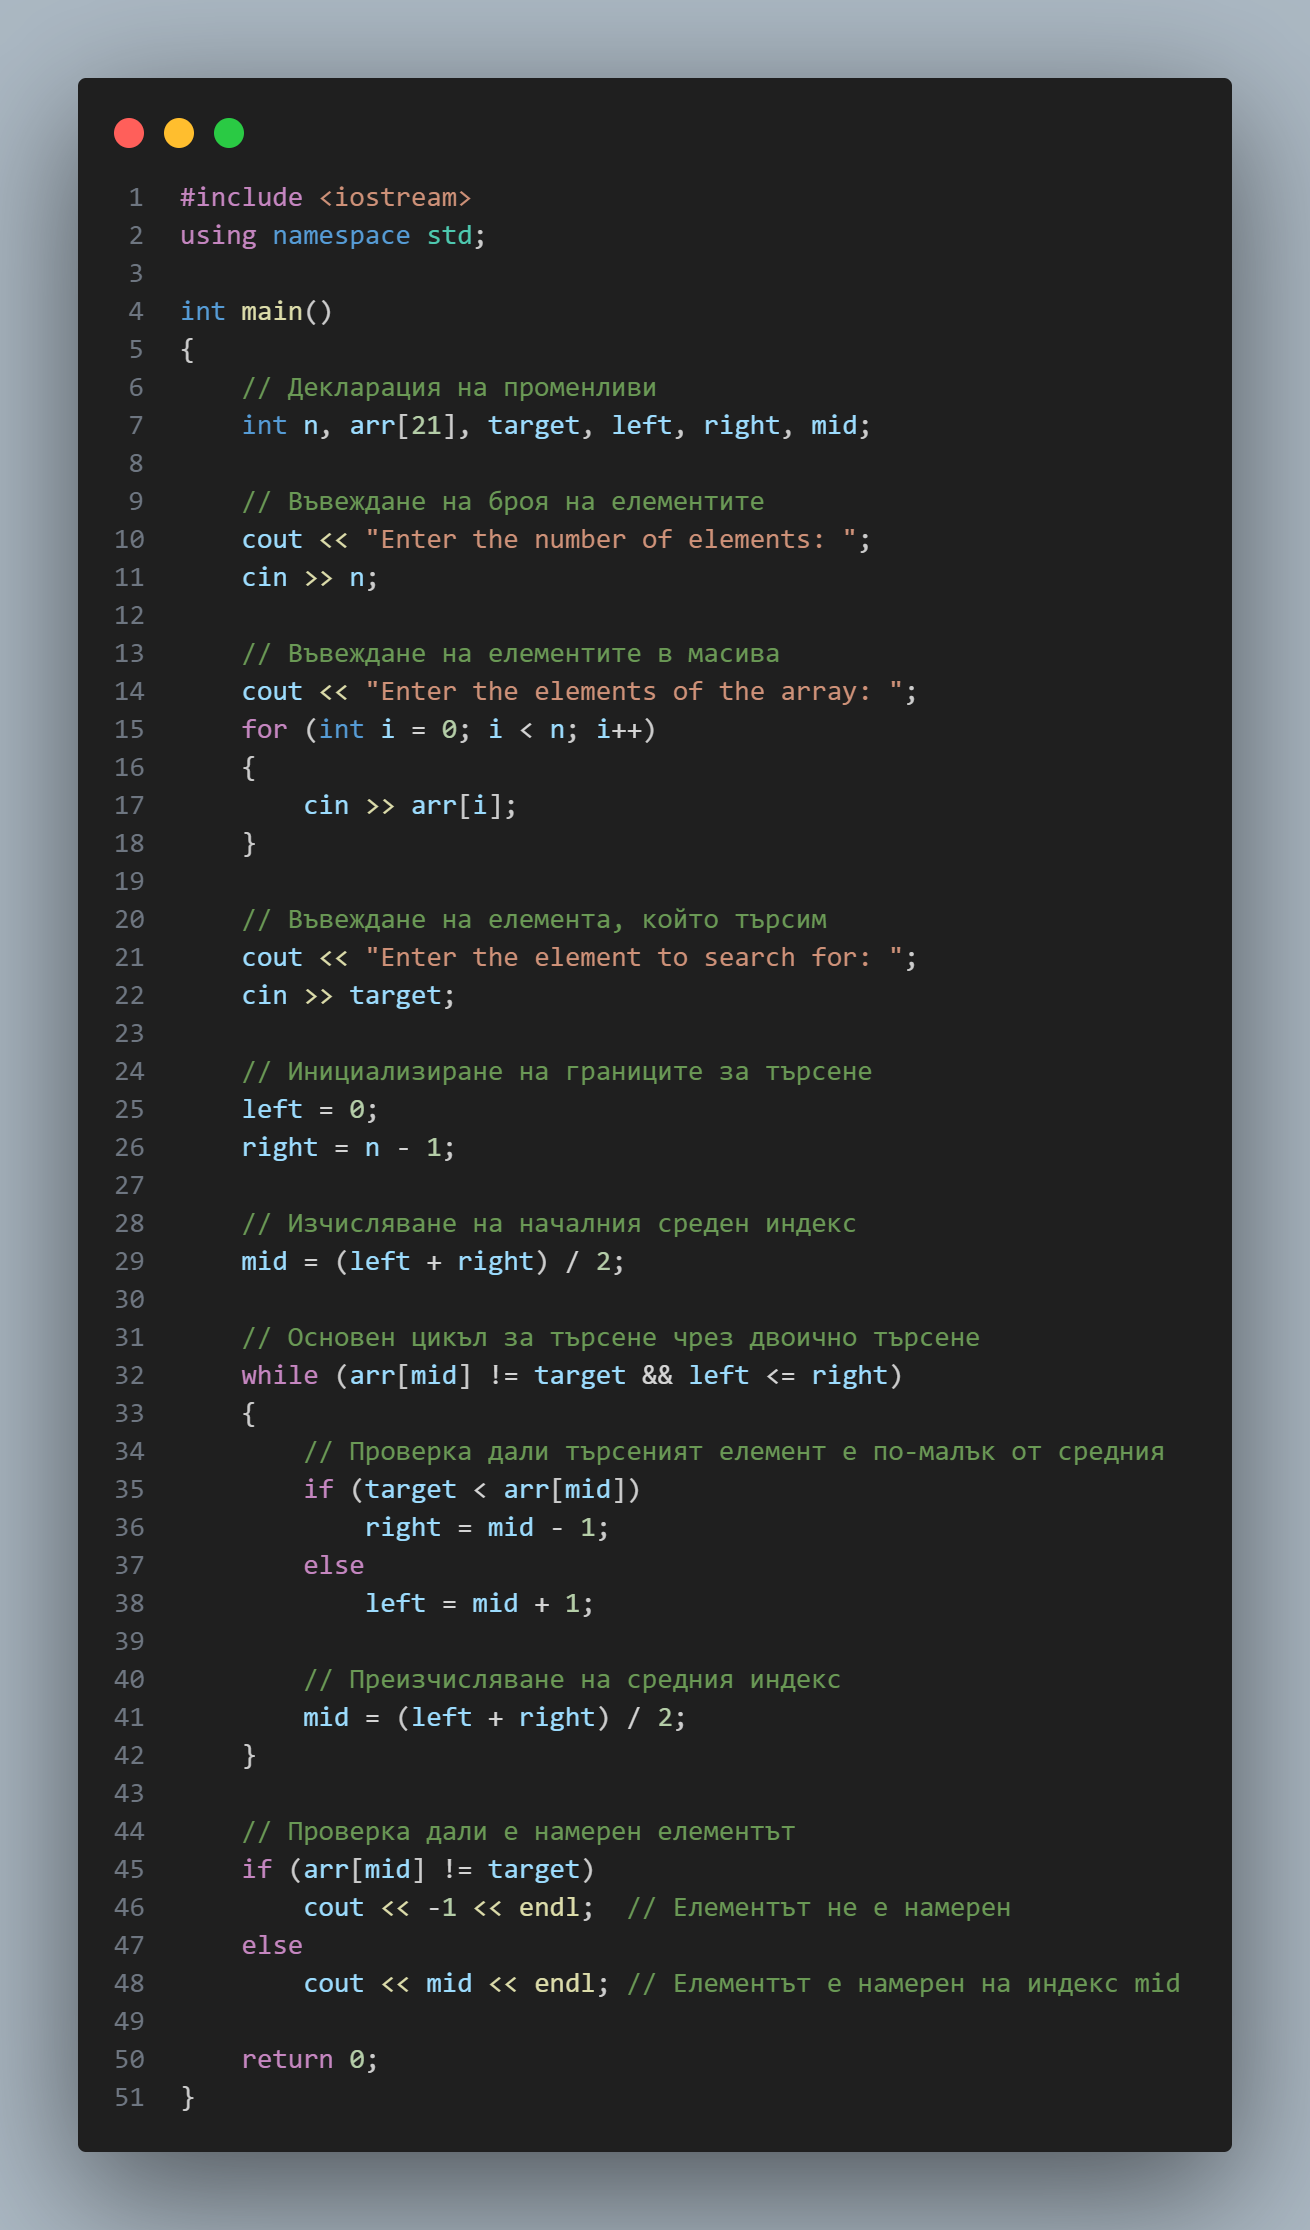 1 #include <iostream>
2 using namespace std;
3
4 int main()
5 {
6     // Декларация на променливи
7     int n, arr[21], target, left, right, mid;
8
9     // Въвеждане на броя на елементите
10     cout << "Enter the number of elements: ";
11     cin >> n;
12
13     // Въвеждане на елементите в масива
14     cout << "Enter the elements of the array: ";
15     for (int i = 0; i < n; i++)
16     {
17         cin >> arr[i];
18     }
19
20     // Въвеждане на елемента, който търсим
21     cout << "Enter the element to search for: ";
22     cin >> target;
23
24     // Инициализиране на границите за търсене
25     left = 0;
26     right = n - 1;
27
28     // Изчисляване на началния среден индекс
29     mid = (left + right) / 2;
30
31     // Основен цикъл за търсене чрез двоично търсене
32     while (arr[mid] != target && left <= right)
33     {
34         // Проверка дали търсеният елемент е по-малък от средния
35         if (target < arr[mid])
36             right = mid - 1;
37         else
38             left = mid + 1;
39
40         // Преизчисляване на средния индекс
41         mid = (left + right) / 2;
42     }
43
44     // Проверка дали е намерен елементът
45     if (arr[mid] != target)
46         cout << -1 << endl;  // Елементът не е намерен
47     else
48         cout << mid << endl; // Елементът е намерен на индекс mid
49
50     return 0;
51 }